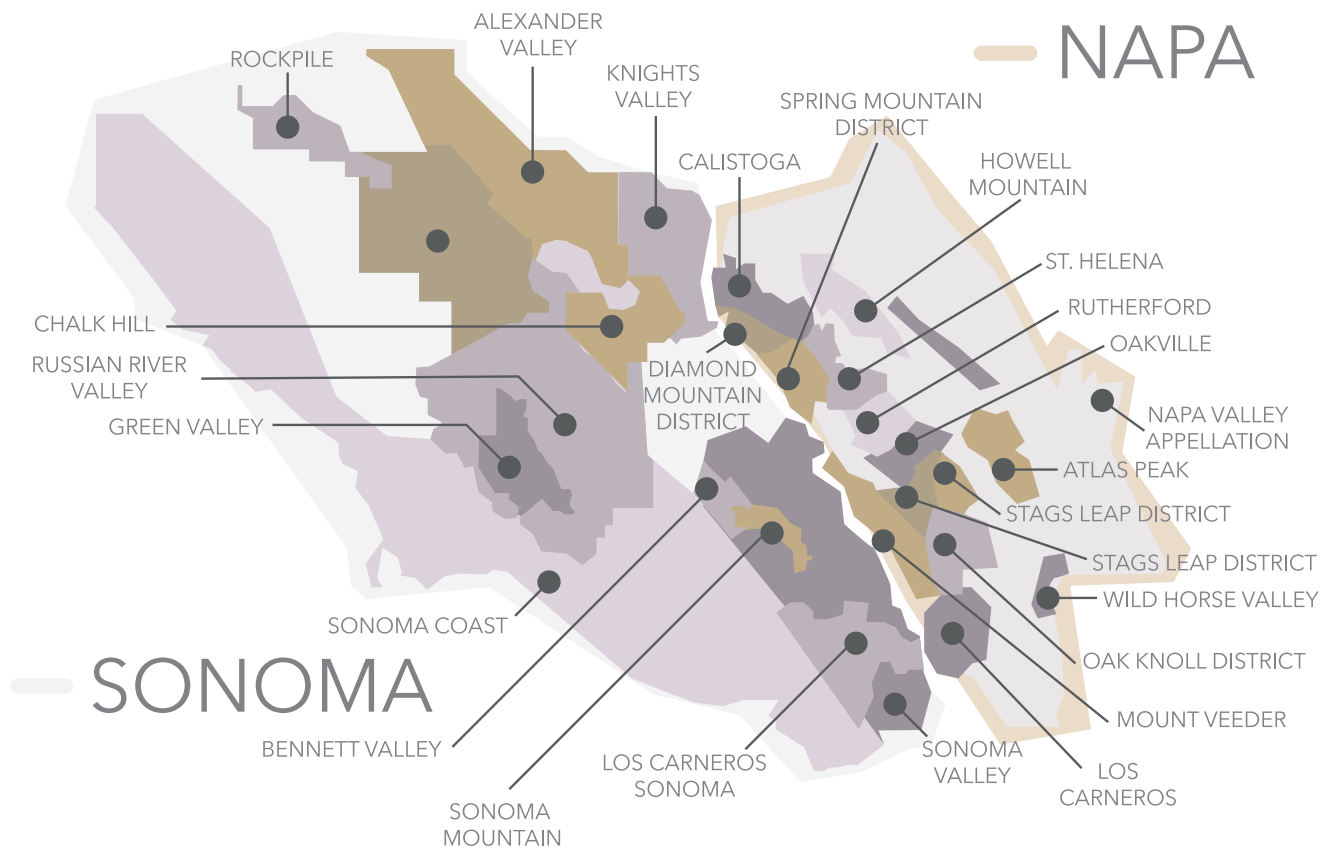 ALEXANDER
VALLEY
NAPA
ROCKPILE
KNIGHTS
VALLEY
SPRING MOUNTAIN
DISTRICT
CALISTOGA
HOWELL
MOUNTAIN
ST. HELENA
RUTHERFORD
CHALK HILL
OAKVILLE
RUSSIAN RIVER
VALLEY
DIAMOND
MOUNTAIN
DISTRICT
GREEN VALLEY
NAPA VALLEY
APPELLATION
ATLAS PEAK
STAGS LEAP DISTRICT
STAGS LEAP DISTRICT
WILD HORSE VALLEY
SONOMA COAST
OAK KNOLL DISTRICT
SONOMA
MOUNT VEEDER
BENNETT VALLEY
LOS CARNEROS
SONOMA
SONOMA
VALLEY
LOS
CARNEROS
SONOMA
MOUNTAIN